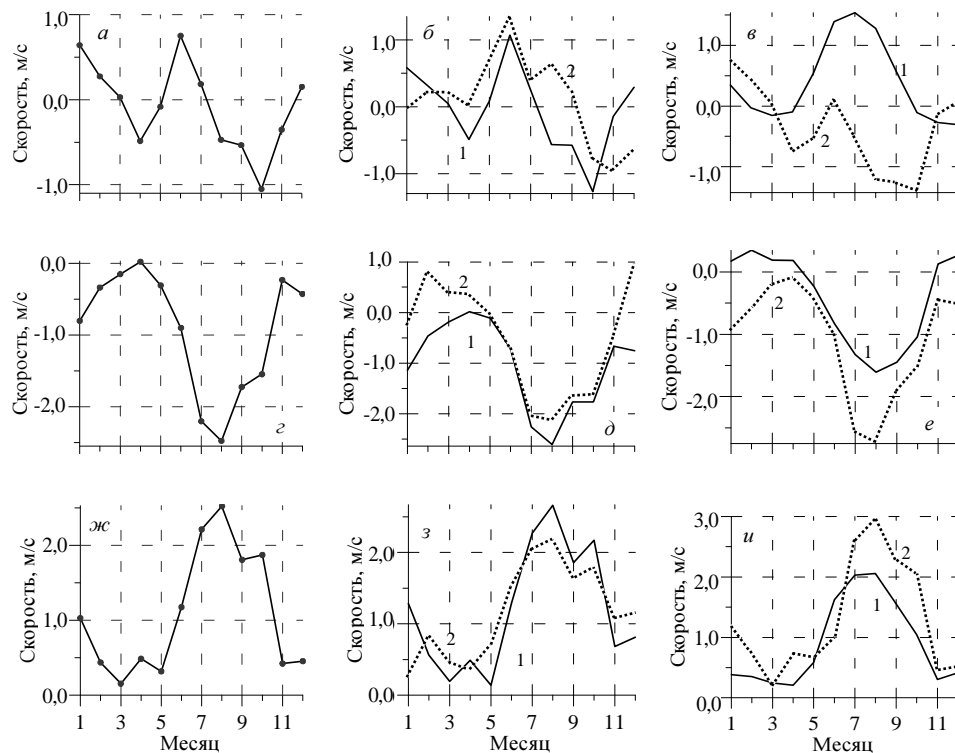 Скорость, м/с
1,0
0,0
-1,0
а
Скорость, м/с
1,0
0,0
-1,0
б
2
1
Скорость, м/с
1,0
0,0
-1,0
в
1
2
Скорость, м/с
0,0
-1,0
-2,0
г
Скорость, м/с
1,0
0,0
-1,0
-2,0
2
1
д
Скорость, м/с
0,0
-1,0
-2,0
2
1
е
Скорость, м/с
2,0
1,0
0,0
ж
1 3 5 7 9 11
Месяц
Скорость, м/с
2,0
1,0
0,0
з
2
1
1 3 5 7 9 11
Месяц
Скорость, м/с
3,0
2,0
1,0
0,0
и
2
1
1 3 5 7 9 11
Месяц